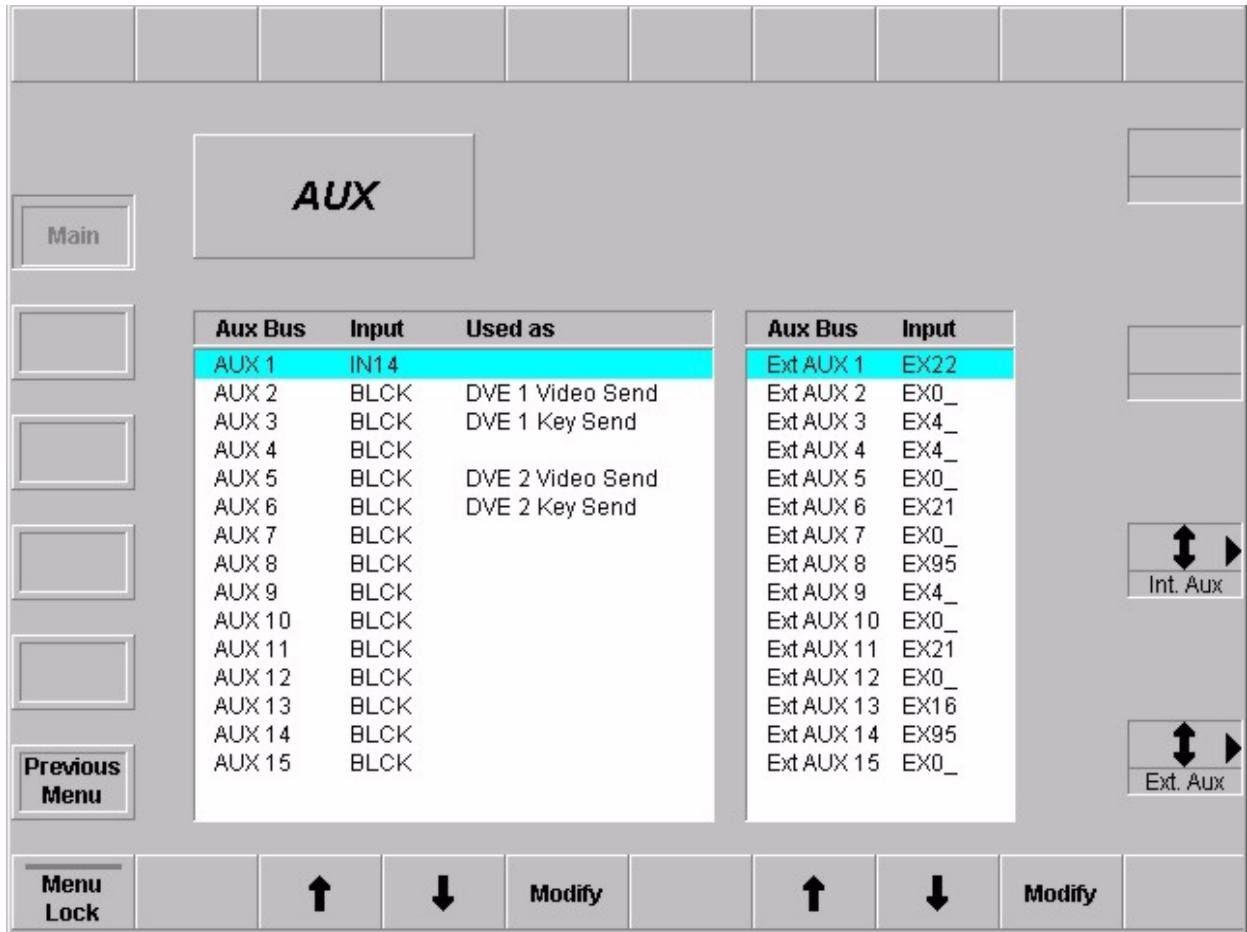 AUX
Main
Aux Bus Input Used as
AUX 1 IN14
AUX 2 BLCK DVE 1 Video Send
AUX 3 BLCK DVE 1 Key Send
AUX 4 BLCK
AUX 5 BLCK DVE 2 Video Send
AUX 6 BLCK DVE 2 Key Send
AUX 7 BLCK
AUX 8 BLCK
AUX 9 BLCK
AUX 10 BLCK
AUX 11 BLCK
AUX 12 BLCK
AUX 13 BLCK
AUX 14 BLCK
AUX 15 BLCK
Aux Bus Input
Ext AUX 1 EX22
Ext AUX 2 EX0_
Ext AUX 3 EX4_
Ext AUX 4 EX4_
Ext AUX 5 EX0_
Ext AUX 6 EX21
Ext AUX 7 EX0_
Ext AUX 8 EX95
Ext AUX 9 EX4_
Ext AUX 10 EX0_
Ext AUX 11 EX21
Ext AUX 12 EX0_
Ext AUX 13 EX16
Ext AUX 14 EX95
Ext AUX 15 EX0_
Int. Aux
Ext. Aux
Previous
Menu
Menu
Lock
Modify
Modify